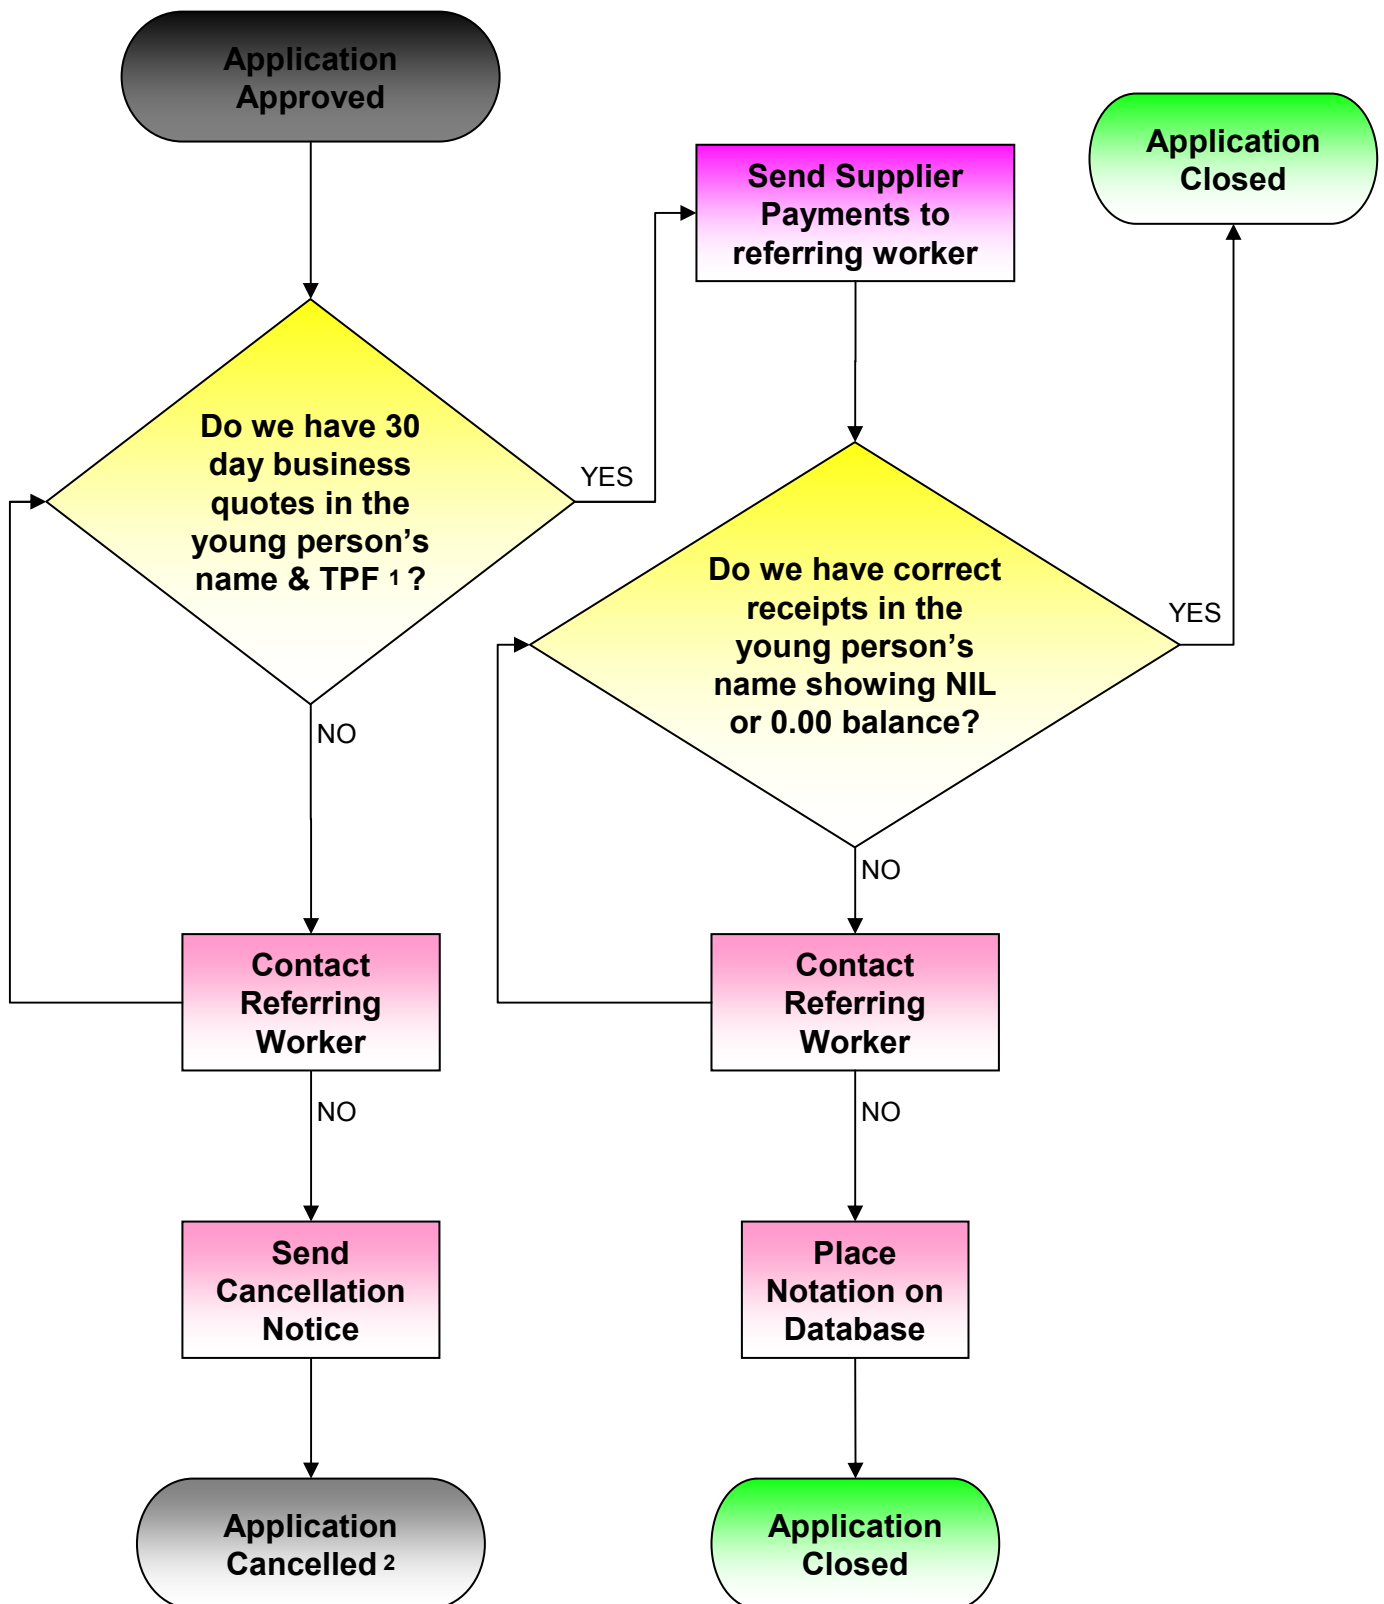 Application
Approved
Application
Closed
Send Supplier
Payments to
referring worker
Do we have 30
day business
quotes in the
young person's
name & TPF 1 ?
YES
Do we have correct
receipts in the
young person's
name showing NIL
or 0.00 balance?
YES
NO
NO
Contact
Referring
Worker
Contact
Referring
Worker
NO
NO
Send
Cancellation
Notice
Place
Notation on
Database
Application
Cancelled 2
Application
Closed